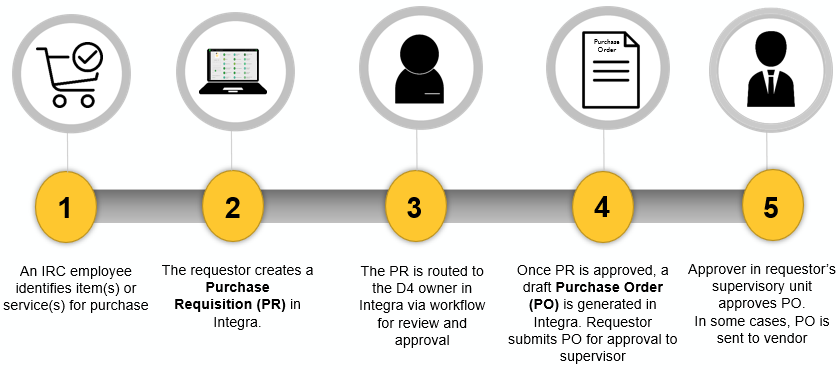 Purchase
Order
1
2
3
4
5
An IRC employee
identifies item(s) or
service(s) for purchase
The requestor creates a
Purchase
Requisition (PR) in
Integra.
The PR is routed to
the D4 owner in
Integra via workflow
for review and
approval
Once PR is approved, a
draft Purchase Order
(PO) is generated in
Integra. Requestor
submits PO for approval to
supervisor
Approver in requestor’s
supervisory unit
approves PO.
In some cases, PO is
sent to vendor